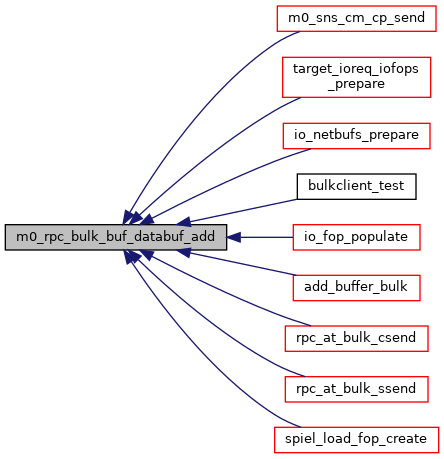 m0_sns_cm_cp_send
target_ioreq_iofops
_prepare
io_netbufs_prepare
bulkclient_test
m0_rpc_bulk_buf_databuf_add
io_fop_populate
add_buffer_bulk
rpc_at_bulk_csend
rpc_at_bulk_ssend
spiel_load_fop_create